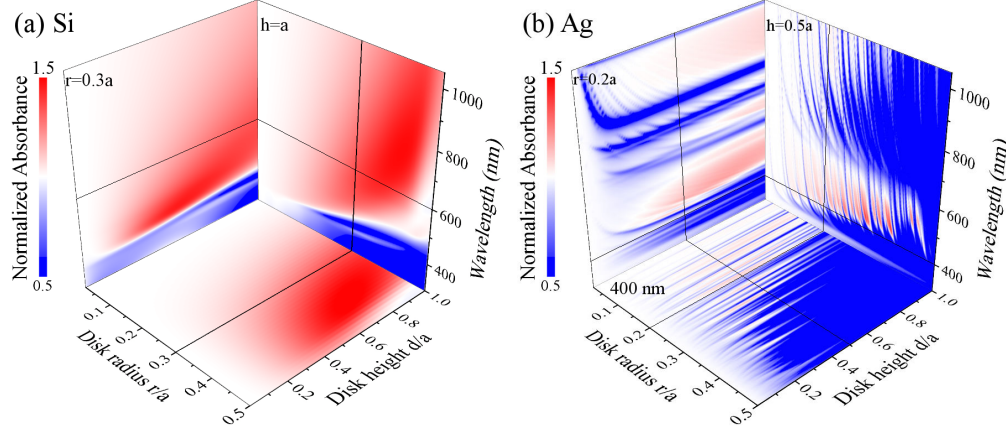 (a) Si
1.5
Normalized Absorbance
0.5
r=0.3a
h=a
1000
800
600
400
Wavelength (nm)
0.1
0.2
0.3
0.4
0.5
Disk radius r/a
0.2
0.4
0.6
0.8
1.0
Disk height d/a
(b) Ag
1.5
Normalized Absorbance
0.5
r=0.2a
h=0.5a
400 nm
1000
800
600
400
Wavelength (nm)
0.1
0.2
0.3
0.4
0.5
Disk radius r/a
0.2
0.4
0.6
0.8
1.0
Disk height d/a